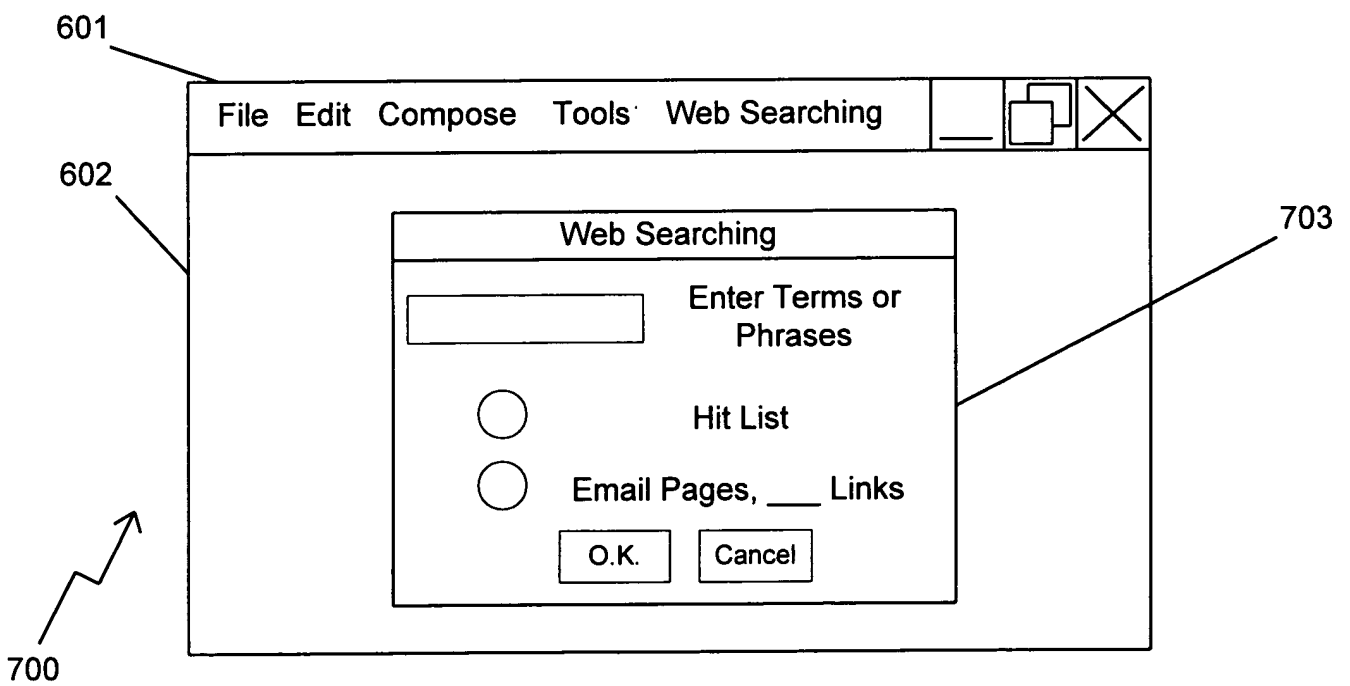 601
File Edit Compose Tools Web Searching
602
Web Searching
703
Enter Terms or
Phrases
Hit List
Email Pages, ___ Links
O.K. Cancel
700